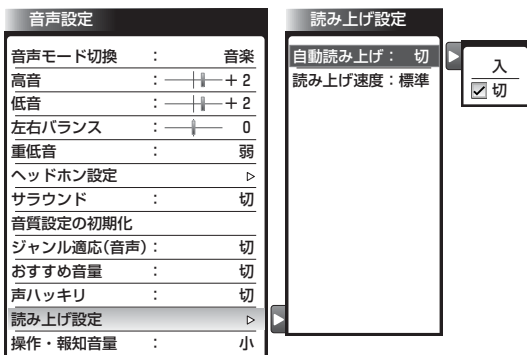 音声設定
音声モード切換 : 音楽
高音 : +2
低音 : +2
左右バランス : 0
重低音 : 弱
ヘッドホン設定 ▷
サラウンド : 切
音質設定の初期化
ジャンル適応(音声) : 切
おすすめ音量 : 切
声ハッキリ : 切
読み上げ設定 ▷
操作・報知音量 : 小
読み上げ設定
自動読み上げ : 切
読み上げ速度 : 標準
入
切